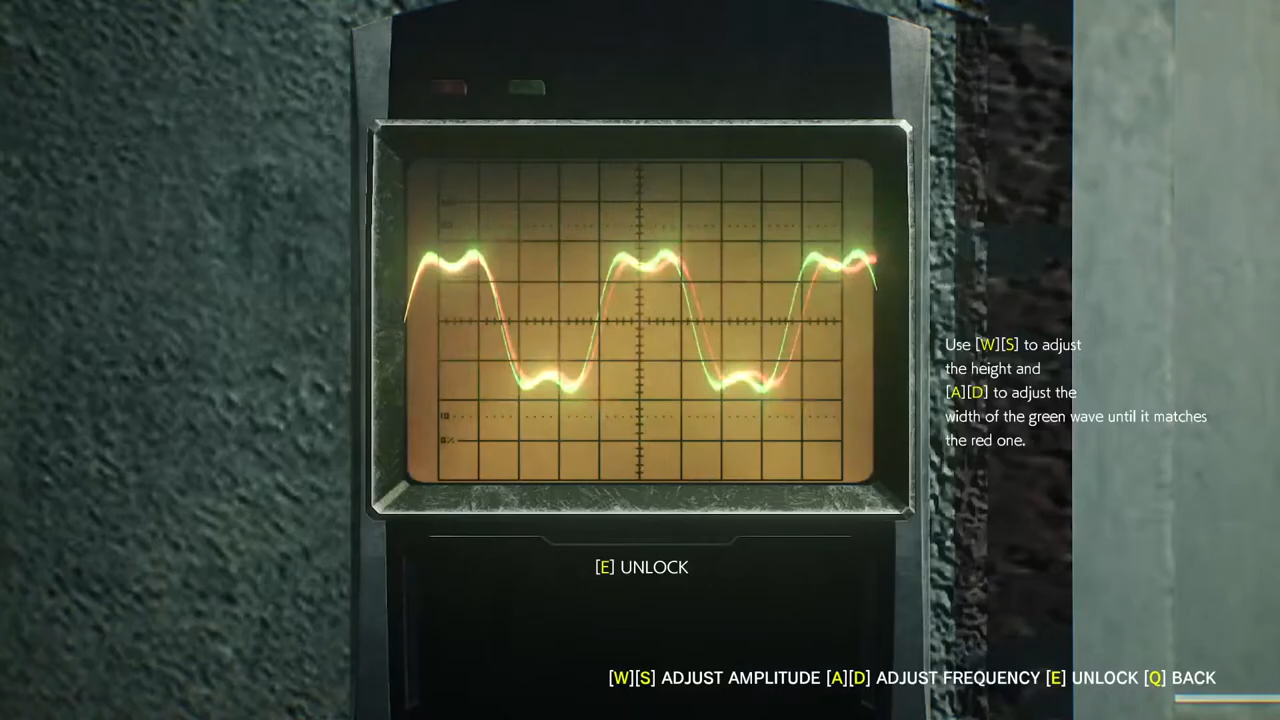 Use [W][S] to adjust
the height and
[A][D] to adjust the
width of the green wave until it matches
the red one.
[E] UNLOCK
[W][S] ADJUST AMPLITUDE [A][D] ADJUST FREQUENCY [E] UNLOCK [Q] BACK